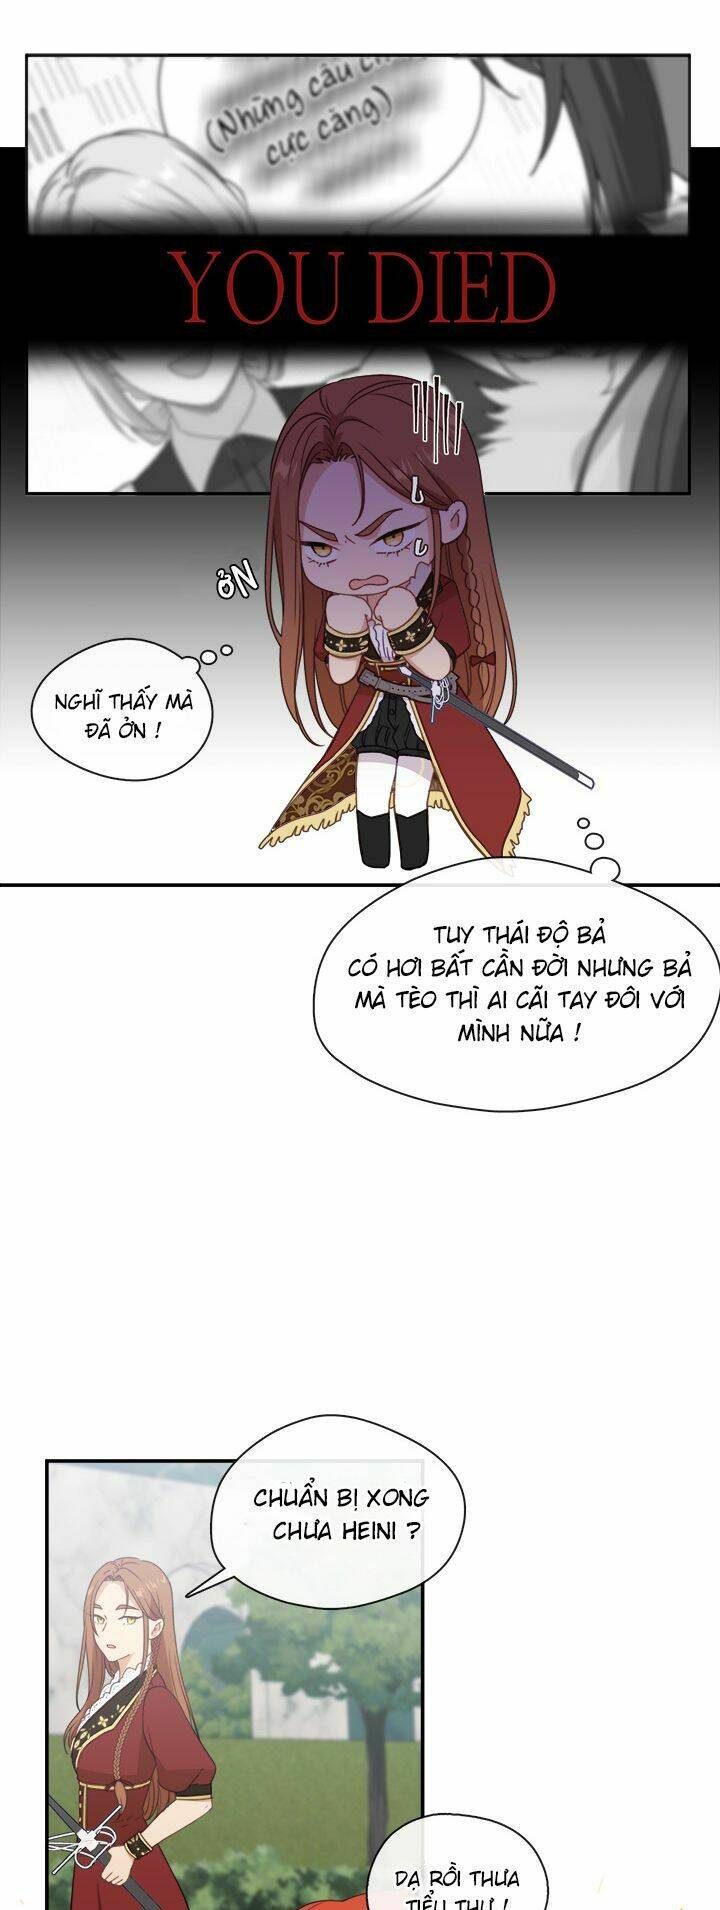 (Những câu ch
cực căng)
YOU DIED
ỞN
NGHĨ THẤY MÀ
ĐÃ ỞN !
TUY THÁI ĐỘ BẢ
CÓ HƠI BẤT CẦN ĐỜI NHƯNG BẢ
MÀ TÈO THÌ AI CÃI TAY ĐÔI VỚI
MÌNH NỮA !
CHUẨN BỊ XONG
CHƯA HEINI ?
DẠ RỒI THƯA
TIỂU THƯ !